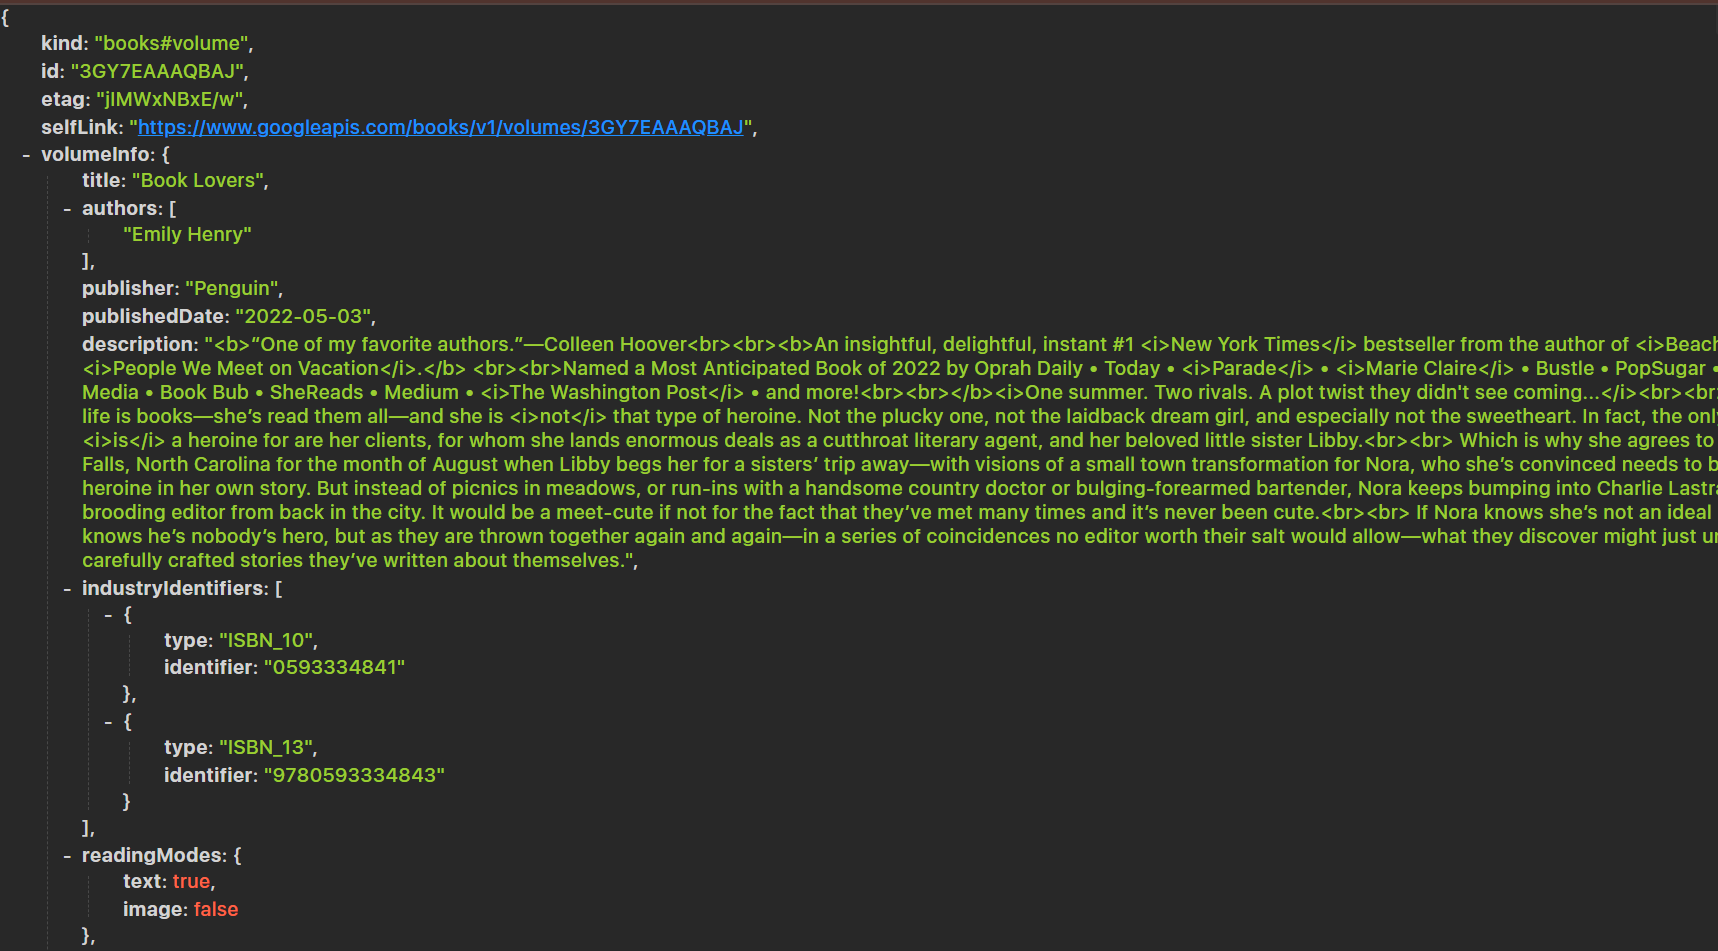 {
kind: "books#volume",
id: "3GY7EAAAQBAJ",
etag: "jIMWxNBxE/w",
selfLink: "https://www.googleapis.com/books/v1/volumes/3GY7EAAAQBAJ",
- volumeInfo: {
title: "Book Lovers",
- authors: [
"Emily Henry"
],
publisher: "Penguin",
publishedDate: "2022-05-03",
description: "<b>“One of my favorite authors.”—Colleen Hoover<br><br><b>An insightful, delightful, instant #1 <i>New York Times</i> bestseller from the author of <i>Beach
<i>People We Meet on Vacation</i>.</b> <br><br>Named a Most Anticipated Book of 2022 by Oprah Daily • Today • <i>Parade</i> • <i>Marie Claire</i> • Bustle • PopSugar •
Media • Book Bub • SheReads • Medium • <i>The Washington Post</i> • and more!<br><br></b><i>One summer. Two rivals. A plot twist they didn't see coming...</i><br><br>
life is books—she’s read them all—and she is <i>not</i> that type of heroine. Not the plucky one, not the laidback dream girl, and especially not the sweetheart. In fact, the only
<i>is</i> a heroine for are her clients, for whom she lands enormous deals as a cutthroat literary agent, and her beloved little sister Libby.<br><br> Which is why she agrees to
Falls, North Carolina for the month of August when Libby begs her for a sisters’ trip away—with visions of a small town transformation for Nora, who she’s convinced needs to b
heroine in her own story. But instead of picnics in meadows, or run-ins with a handsome country doctor or bulging-forearmed bartender, Nora keeps bumping into Charlie Lastra
brooding editor from back in the city. It would be a meet-cute if not for the fact that they’ve met many times and it’s never been cute.<br><br> If Nora knows she’s not an ideal
knows he’s nobody’s hero, but as they are thrown together again and again—in a series of coincidences no editor worth their salt would allow—what they discover might just un
carefully crafted stories they’ve written about themselves.",
- industryIdentifiers: [
- {
type: "ISBN_10",
identifier: "0593334841"
},
- {
type: "ISBN_13",
identifier: "9780593334843"
}
],
- readingModes: {
text: true,
image: false
},